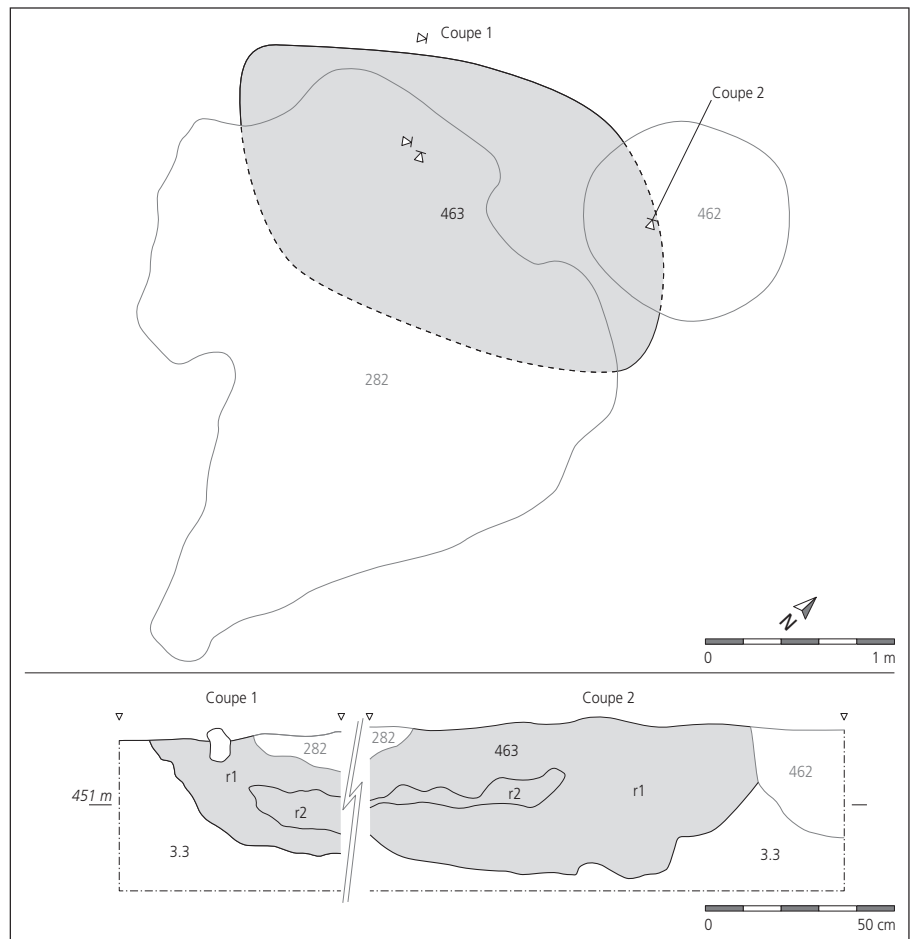 Coupe 1
Coupe 2
463
462
282
N
0 1 m
Coupe 1 Coupe 2
282 282 463
462
r1 r1
r2 r2
451 m
3.3 3.3
0 50 cm